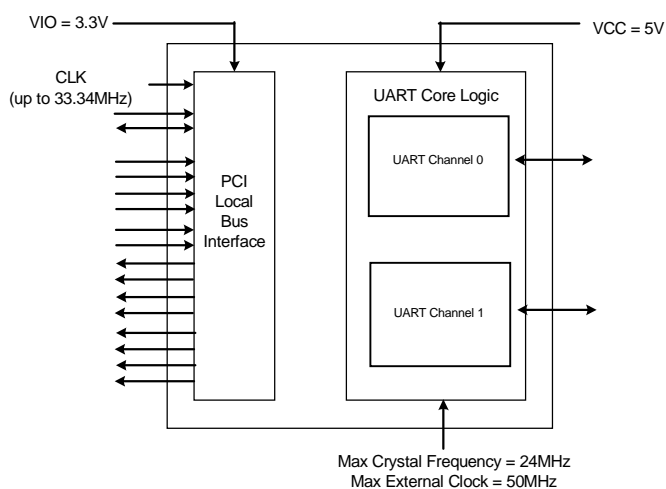 VIO = 3.3V
VCC = 5V
CLK
(up to 33.34MHz)
UART Core Logic
UART Channel 0
PCI
Local
Bus
Interface
UART Channel 1
Max Crystal Frequency = 24MHz
Max External Clock = 50MHz